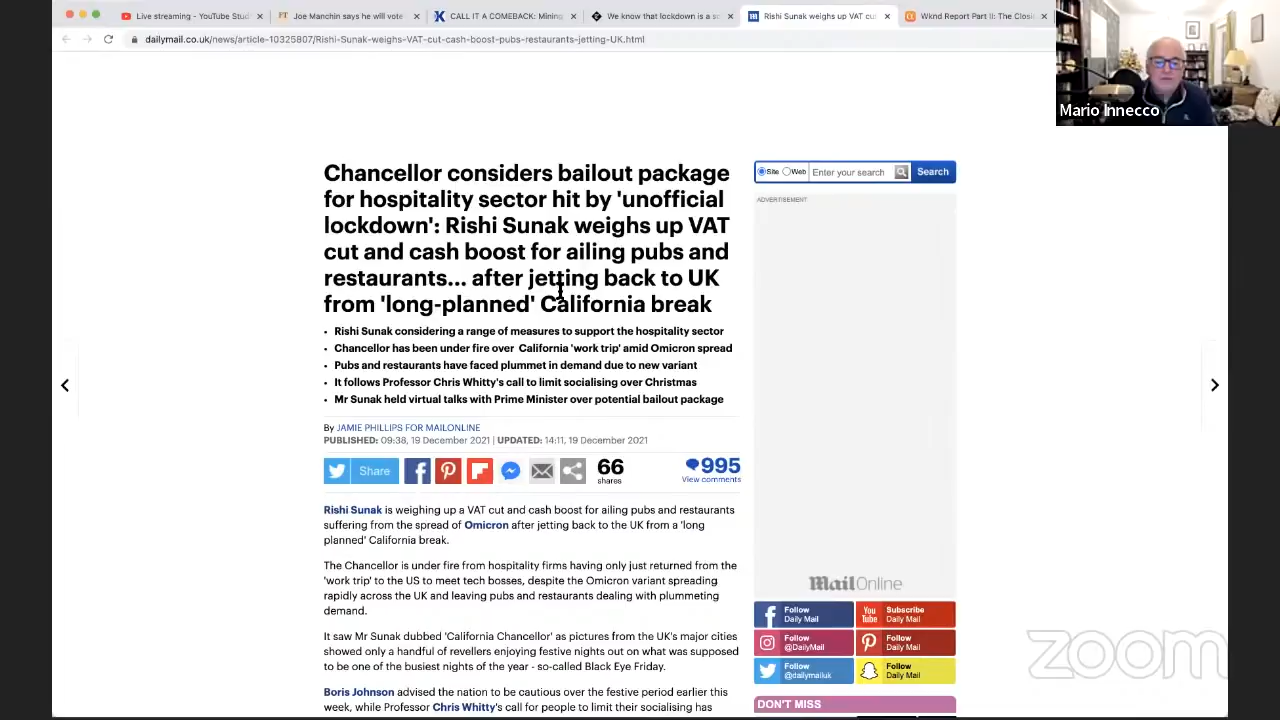 Live streaming - YouTube Stud
Joe Manchin says he will vote
CALL IT A COMEBACK: Mining
We know that lockdown is a sc
Rishi Sunak weighs up VAT cut
Wknd Report Part II: The Closi
dailymail.co.uk/news/article-10325807/Rishi-Sunak-weighs-VAT-cut-cash-boost-pubs-restaurants-jetting-UK.html
Mario Innecco
Chancellor considers bailout package
for hospitality sector hit by 'unofficial
lockdown': Rishi Sunak weighs up VAT
cut and cash boost for ailing pubs and
restaurants... after jetting back to UK
from 'long-planned' California break
• Rishi Sunak considering a range of measures to support the hospitality sector
• Chancellor has been under fire over California 'work trip' amid Omicron spread
• Pubs and restaurants have faced plummet in demand due to new variant
• It follows Professor Chris Whitty's call to limit socialising over Christmas
• Mr Sunak held virtual talks with Prime Minister over potential bailout package
By JAMIE PHILLIPS FOR MAILONLINE
PUBLISHED: 09:38, 19 December 2021 | UPDATED: 14:11, 19 December 2021
Share
66
shares
995
View comments
Rishi Sunak is weighing up a VAT cut and cash boost for ailing pubs and restaurants
suffering from the spread of Omicron after jetting back to the UK from a 'long
planned' California break.
The Chancellor is under fire from hospitality firms having only just returned from the
'work trip' to the US to meet tech bosses, despite the Omicron variant spreading
rapidly across the UK and leaving pubs and restaurants dealing with plummeting
demand.
It saw Mr Sunak dubbed 'California Chancellor' as pictures from the UK's major cities
showed only a handful of revellers enjoying festive nights out on what was supposed
to be one of the busiest nights of the year - so-called Black Eye Friday.
Boris Johnson advised the nation to be cautious over the festive period earlier this
week, while Professor Chris Whitty's call for people to limit their socialising has
Site Web Enter your search Search
ADVERTISEMENT
MailOnline
Follow
Daily Mail
You Tube
Subscribe
Daily Mail
Follow
@DailyMail
Follow
Daily Mail
Follow
@dailymailuk
Follow
Daily Mail
DON'T MISS
zoom